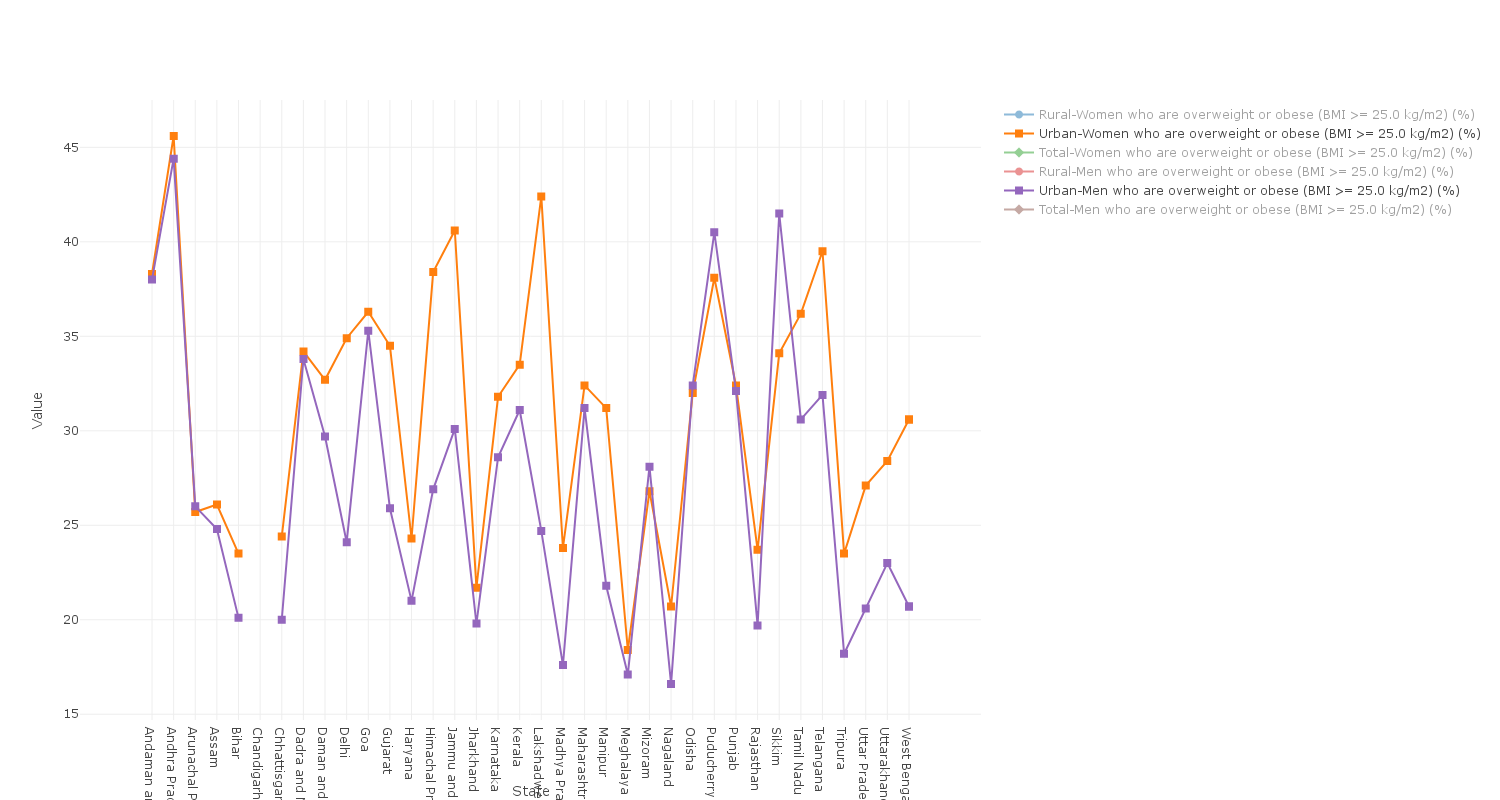 Rural-Women who are overweight or obese (BMI >= 25.0 kg/m2) (%)
Urban-Women who are overweight or obese (BMI >= 25.0 kg/m2) (%)
Total-Women who are overweight or obese (BMI >= 25.0 kg/m2) (%)
Rural-Men who are overweight or obese (BMI >= 25.0 kg/m2) (%)
Urban-Men who are overweight or obese (BMI >= 25.0 kg/m2) (%)
Total-Men who are overweight or obese (BMI >= 25.0 kg/m2) (%)
45
40
35
30
25
20
15
Value
Andaman a
Andhra Prad
Arunachal P
Assam
Bihar
Chandigarh
Chhattisgar
Dadra and N
Daman and
Delhi
Goa
Gujarat
Haryana
Himachal Pr
Jammu and
Jharkhand
Karnataka
Kerala
Lakshadwe
Madhya Pra
Maharashtr
Manipur
Meghalaya
Mizoram
Nagaland
Odisha
Puducherry
Punjab
Rajasthan
Sikkim
Tamil Nadu
Telangana
Tripura
Uttar Prade
Uttarakhan
West Benga
State